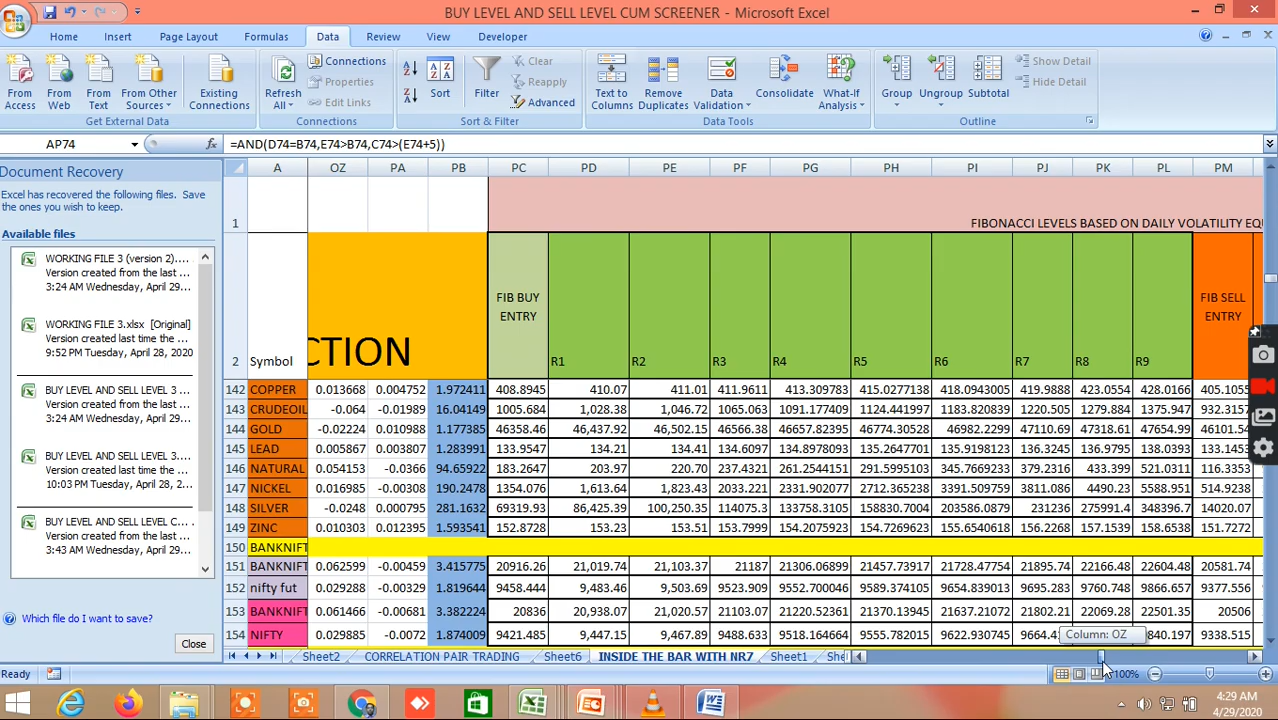 BUY LEVEL AND SELL LEVEL CUM SCREENER - Microsoft Excel
Home Insert Page Layout Formulas Data Review View Developer
From Access
From Web
From Text
From Other Sources
Existing Connections
Get External Data
Refresh All
Connections
Properties
Edit Links
Connections
Sort
Filter
Clear
Reapply
Advanced
Sort & Filter
Text to Columns
Remove Duplicates
Data Validation
Consolidate
What-If Analysis
Data Tools
Group
Ungroup
Subtotal
Show Detail
Hide Detail
Outline
AP74 fx =AND(D74=B74,E74>B74,C74>(E74+5))
Document Recovery
Excel has recovered the following files. Save the ones you wish to keep.
Available files
WORKING FILE 3 (version 2)....
Version created from the last ...
3:24 AM Wednesday, April 29...
WORKING FILE 3.xlsx [Original]
Version created from the last time the ...
9:52 PM Tuesday, April 28, 2020
BUY LEVEL AND SELL LEVEL 3 ...
Version created from the last time the ...
3:24 AM Wednesday, April 29...
BUY LEVEL AND SELL LEVEL 3....
Version created from the last time the ...
10:03 PM Tuesday, April 28, 2...
BUY LEVEL AND SELL LEVEL C...
Version created from the last time the ...
3:43 AM Wednesday, April 29...
Which file do I want to save?
Close
A OZ PA PB PC PD PE PF PG PH PI PJ PK PL PM
1 FIBONACCI LEVELS BASED ON DAILY VOLATILITY EQU
2 Symbol CTION FIB BUY ENTRY R1 R2 R3 R4 R5 R6 R7 R8 R9 FIB SELL ENTRY
142 COPPER 0.013668 0.004752 1.972411 408.8945 410.07 411.01 411.9611 413.309783 415.0277138 418.0943045 419.9888 423.0554 428.0166 405.1055
143 CRUDEOIL -0.064 -0.01989 16.04149 1005.684 1,028.38 1,046.72 1065.063 1091.177409 1124.441997 1183.820839 1220.505 1279.884 1375.947 932.3157
144 GOLD -0.02224 0.010988 1.177385 46358.46 46,437.92 46,502.15 46566.38 46657.82395 46774.30528 46982.2299 47110.69 47318.61 47654.99 46101.54
145 LEAD 0.005867 0.003807 1.283991 133.9547 134.21 134.41 134.6097 134.8978093 135.2647701 135.9198123 136.3245 136.9795 138.0393 133.1453
146 NATURAL 0.054153 -0.0366 94.65922 183.2647 203.97 220.70 237.4321 261.2544151 291.5995103 345.7669253 379.2316 433.399 521.0311 116.3353
147 NICKEL 0.016985 -0.00308 190.2478 1354.076 1,613.64 1,823.43 2033.221 2331.902077 2712.365238 3391.509759 3811.086 4490.23 5588.951 514.9238
148 SILVER -0.0248 0.000795 281.1632 69319.93 86,425.39 100,250.35 114075.3 133758.3105 158830.7004 203586.0879 231236 275991.4 348396.7 14020.07
149 ZINC 0.010303 0.012395 1.593541 152.8728 153.23 153.51 153.7999 154.2075923 154.7269623 155.6540618 156.2268 157.1539 158.6538 151.7272
150 BANKNIFT
151 BANKNIFT 0.062599 -0.00459 3.415775 20916.26 21,019.74 21,103.37 21187 21306.06899 21457.73917 21728.47754 21895.74 22166.48 22604.48 20581.74
152 nifty fut 0.029288 -0.00329 1.819644 9458.444 9,483.46 9,503.69 9523.909 9552.700646 9589.374105 9654.834301 9695.283 9760.748 9866.652 9377.556
153 BANKNIFT 0.061466 -0.00681 3.382224 20836 20,938.07 21,020.57 21103.07 21220.52361 21370.13945 21637.21072 21802.21 22069.28 22501.35 20506
154 NIFTY 0.029885 -0.0072 1.874009 9421.485 9,447.15 9,467.89 9488.633 9518.164664 9555.782015 9622.930745 9664.4 840.197 9338.515
Column: OZ
Sheet2 CORRELATION PAIR TRADING Sheet6 INSIDE THE BAR WITH NR7 Sheet1 She
Ready 100%
4:29 AM
4/29/2020